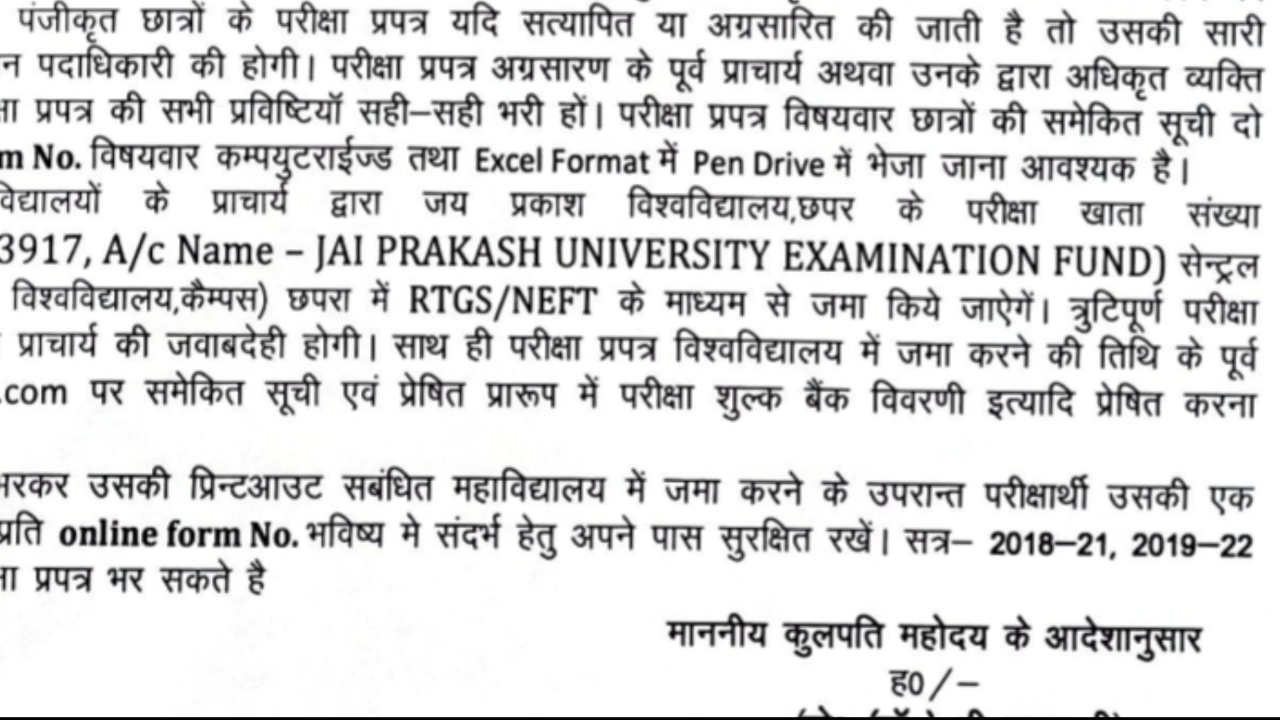 पंजीकृत छात्रों के परीक्षा प्रपत्र यदि सत्यापित या अग्रसारित की जाती है तो उसकी सारी
न पदाधिकारी की होगी। परीक्षा प्रपत्र अग्रसारण के पूर्व प्राचार्य अथवा उनके द्वारा अधिकृत व्यक्ति
प्रपत्र की सभी प्रविष्टियॉ सही–सही भरी हों। परीक्षा प्रपत्र विषयवार छात्रों की समेकित सूची दो
m No. विषयवार कम्पयुटराईज्ड तथा Excel Format में Pen Drive में भेजा जाना आवश्यक है।
विद्यालयों के प्राचार्य द्वारा जय प्रकाश विश्वविद्यालय,छपर के परीक्षा खाता संख्या
3917, A/c Name – JAI PRAKASH UNIVERSITY EXAMINATION FUND) सेन्ट्रल
विश्वविद्यालय,कैम्पस) छपरा में RTGS/NEFT के माध्यम से जमा किये जाऐगें। त्रुटिपूर्ण परीक्षा
प्राचार्य की जवाबदेही होगी। साथ ही परीक्षा प्रपत्र विश्वविद्यालय में जमा करने की तिथि के पूर्व
.com पर समेकित सूची एवं प्रेषित प्रारूप में परीक्षा शुल्क बैंक विवरणी इत्यादि प्रेषित करना
भरकर उसकी प्रिन्टआउट सबंधित महाविद्यालय में जमा करने के उपरान्त परीक्षार्थी उसकी एक
प्रति online form No. भविष्य मे संदर्भ हेतु अपने पास सुरक्षित रखें। सत्र– 2018–21, 2019–22
प्रपत्र भर सकते है
माननीय कुलपति महोदय के आदेशानुसार
ह0/–